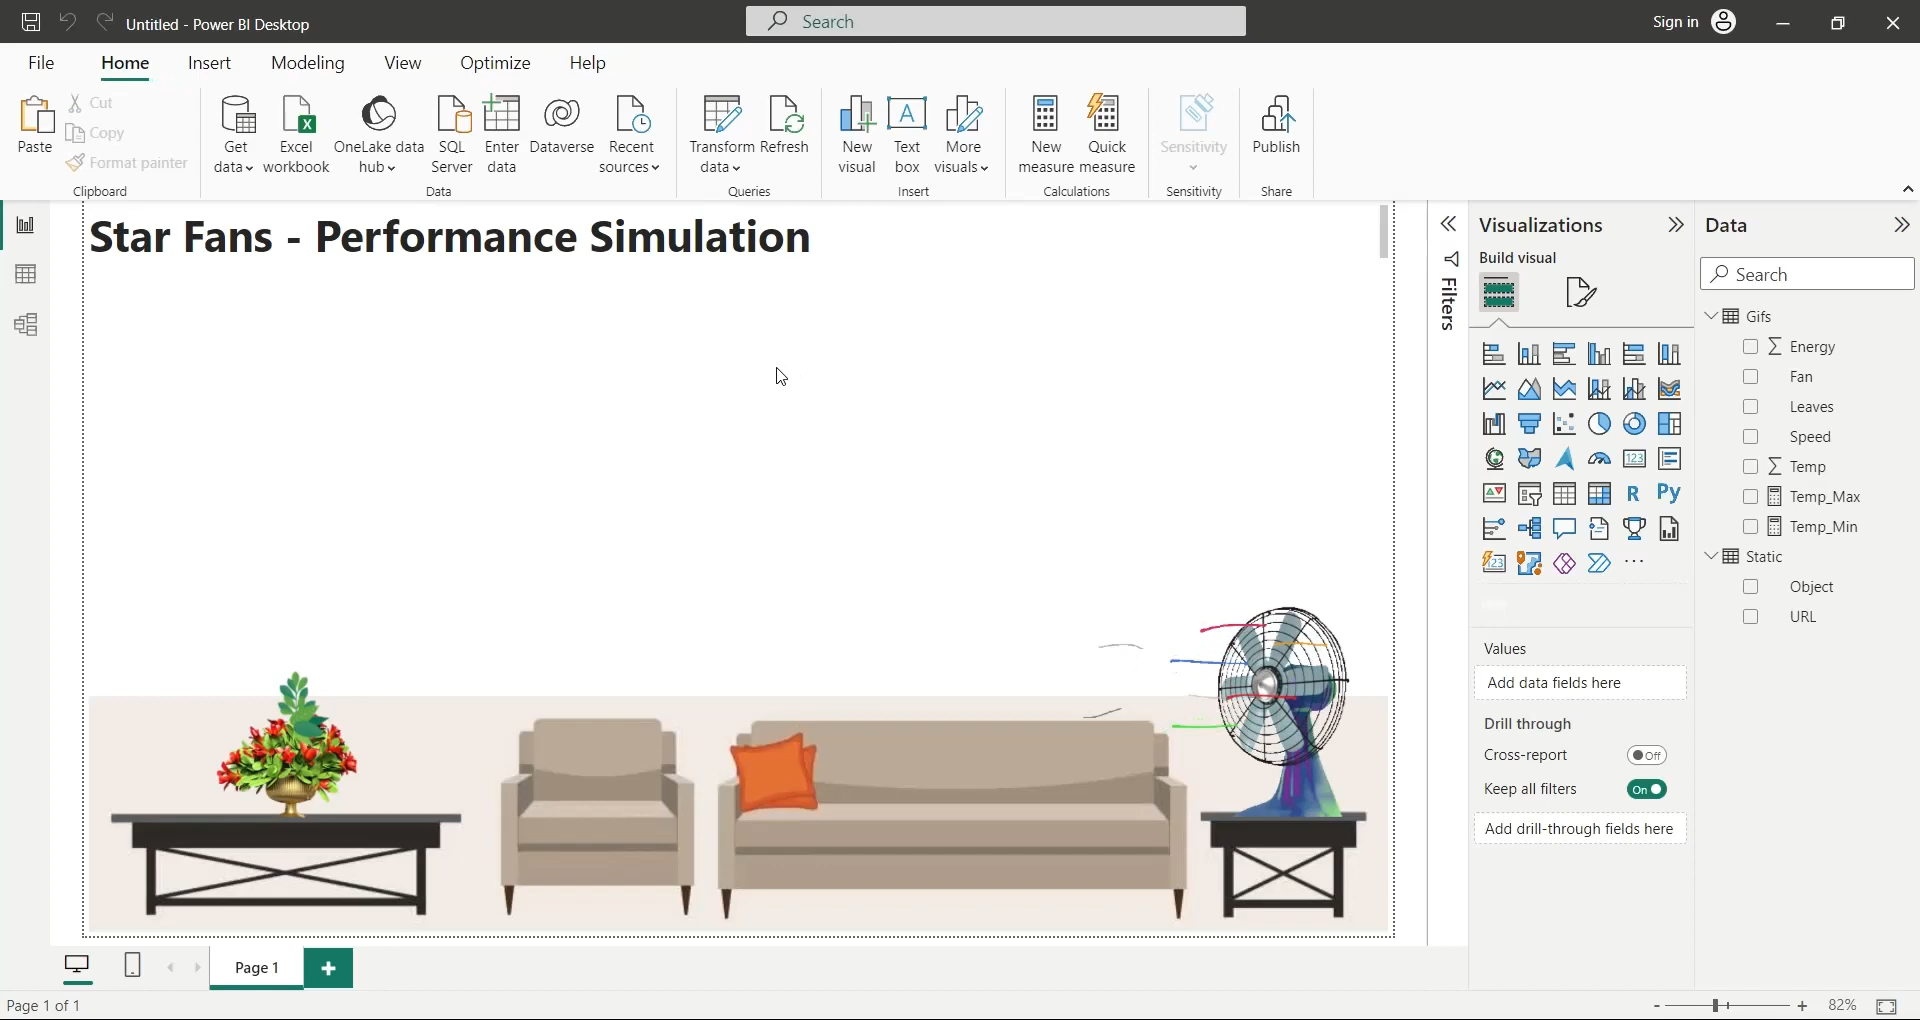 Untitled - Power BI Desktop
Search
Sign in
File
Home
Insert
Modeling
View
Optimize
Help
Paste
Cut
Copy
Format painter
Clipboard
Get data
Excel workbook
OneLake data hub
SQL Server
Enter data
Dataverse
Recent sources
Data
Transform data
Refresh
Queries
New visual
A
Text box
More visuals
Insert
New measure
Quick measure
Calculations
Sensitivity
Sensitivity
Publish
Share
Star Fans - Performance Simulation
Filters
Visualizations
Build visual
123
R
Py
123
Values
Add data fields here
Drill through
Cross-report
Off
Keep all filters
On
Add drill-through fields here
Data
Search
Gifs
Σ Energy
Fan
Leaves
Speed
Σ Temp
Temp_Max
Temp_Min
Static
Object
URL
Page 1
Page 1 of 1
- + 82%